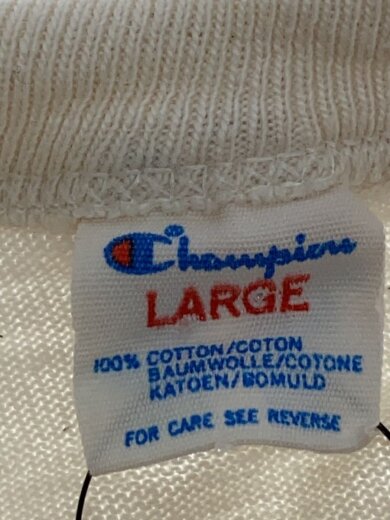 Champion
LARGE
100% COTTON/COTON
BAUMWOLLE/COTONE
KATOEN/BOMULD
FOR CARE SEE REVERSE